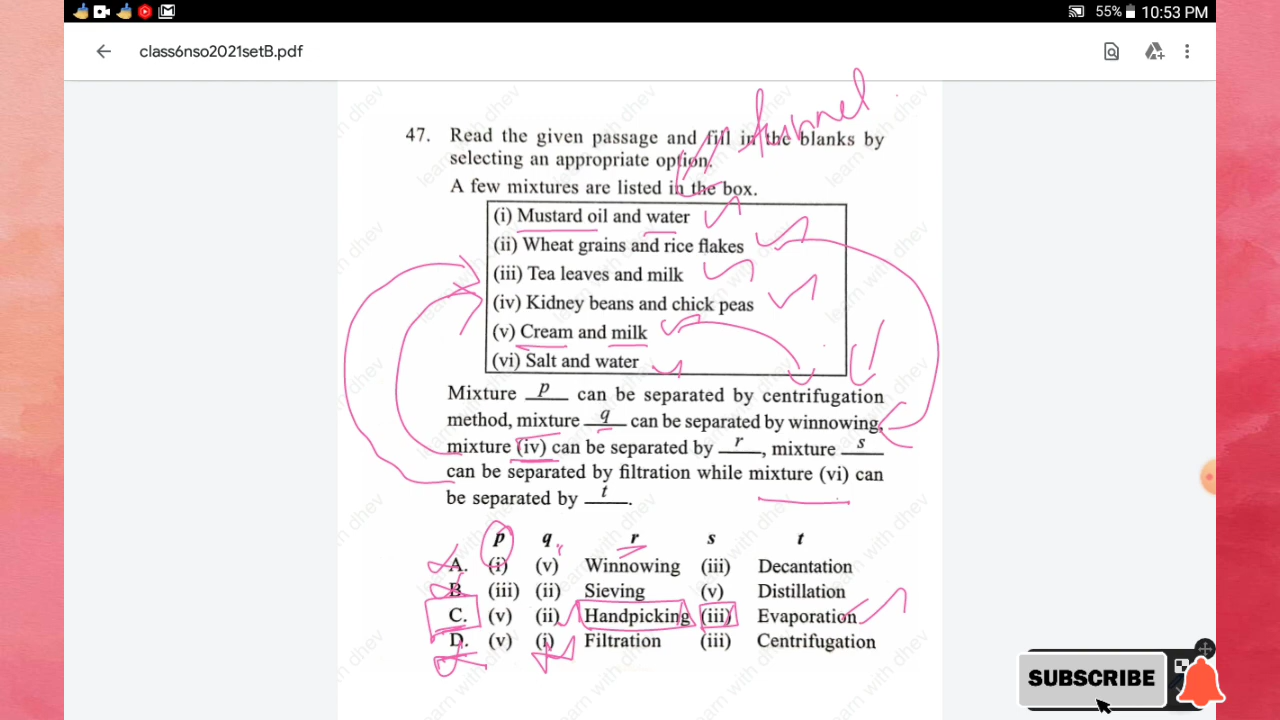 55% 10:53 PM
class6nso2021setB.pdf
funnel
47. Read the given passage and fill in the blanks by
selecting an appropriate option.
A few mixtures are listed in the box.
(i) Mustard oil and water
(ii) Wheat grains and rice flakes
(iii) Tea leaves and milk
(iv) Kidney beans and chick peas
(v) Cream and milk
(vi) Salt and water
Mixture p can be separated by centrifugation
method, mixture q can be separated by winnowing,
mixture (iv) can be separated by r, mixture s
can be separated by filtration while mixture (vi) can
be separated by t.
p q r s t
A. (i) (v) Winnowing (iii) Decantation
B. (iii) (ii) Sieving (v) Distillation
C. (v) (ii) Handpicking (iii) Evaporation
D. (v) (i) Filtration (iii) Centrifugation
learn with dhev
SUBSCRIBE